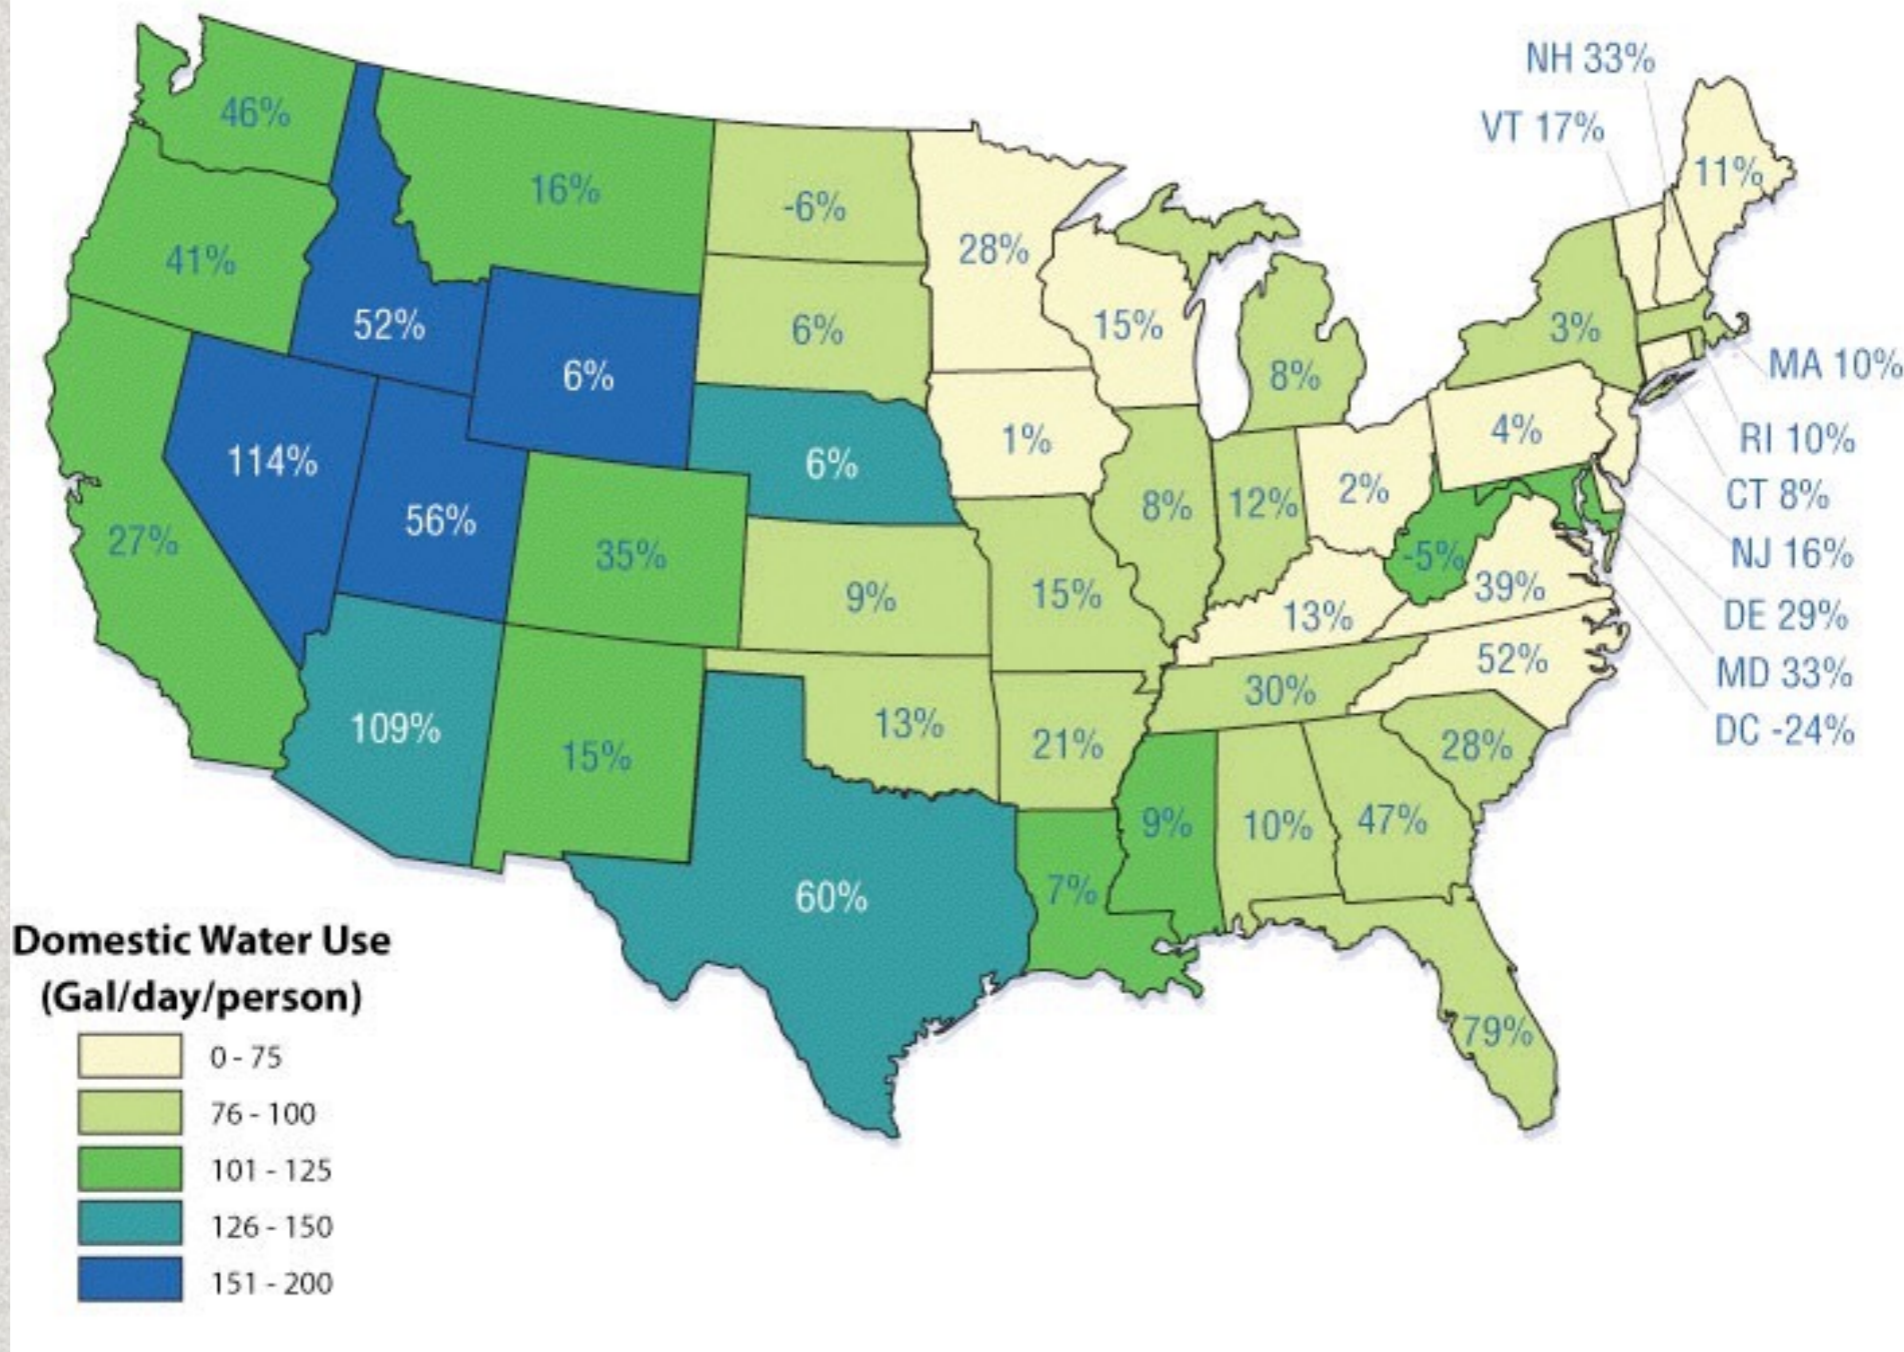 NH 33%
VT 17%
46%
11%
16%
-6%
28%
41%
52%
6%
15%
3%
6%
8%
MA 10%
114%
6%
1%
4%
RI 10%
56%
8%
12%
2%
CT 8%
27%
35%
9%
15%
-5%
39%
NJ 16%
13%
DE 29%
109%
15%
13%
21%
30%
52%
MD 33%
28%
DC -24%
60%
7%
9%
10%
47%
79%
Domestic Water Use
(Gal/day/person)
0 - 75
76 - 100
101 - 125
126 - 150
151 - 200